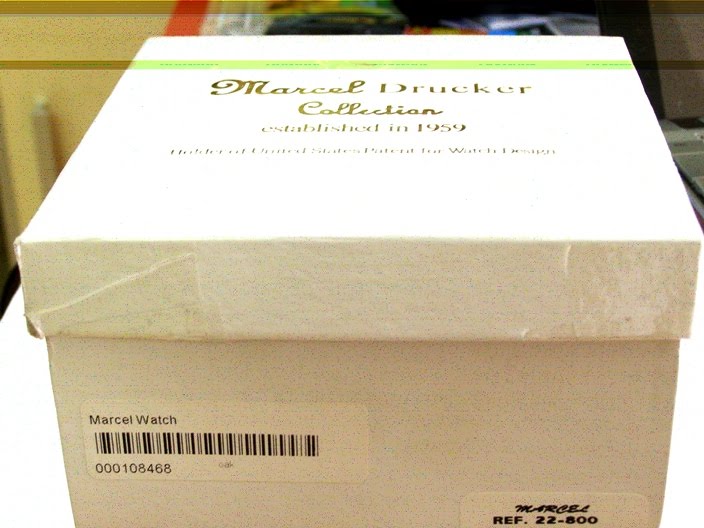 Marcel Drucker
Collection
established in 1959
Holder of United States Patent for Watch Design
Marcel Watch
000108468
oak
MARCEL
REF. 22-800